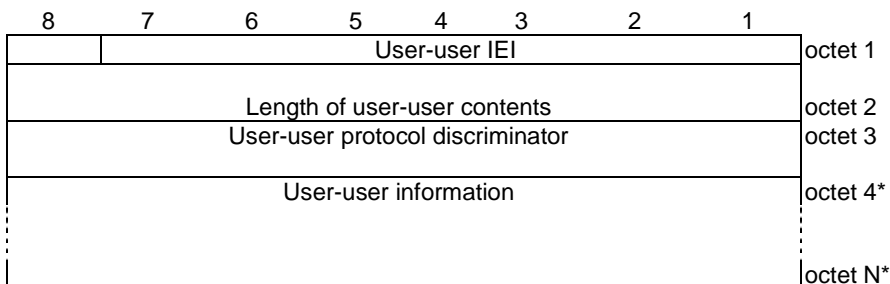 8 7 6 5 4 3 2 1
User-user IEI octet 1
Length of user-user contents octet 2
User-user protocol discriminator octet 3
User-user information octet 4*
octet N*